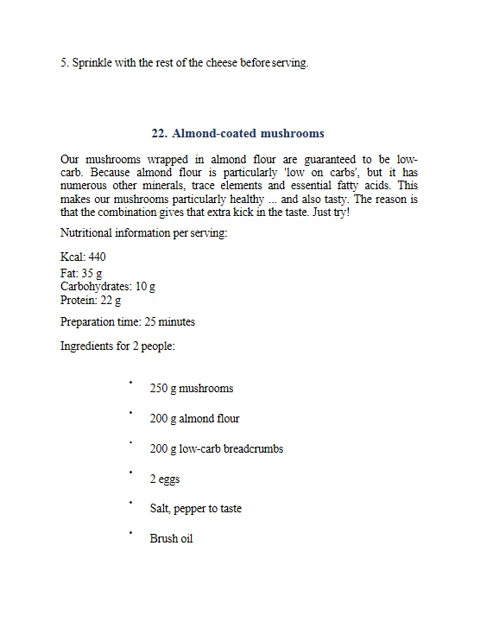 5. Sprinkle with the rest of the cheese before serving.
22. Almond-coated mushrooms
Our mushrooms wrapped in almond flour are guaranteed to be low-
carb. Because almond flour is particularly 'low on carbs', but it has
numerous other minerals, trace elements and essential fatty acids. This
makes our mushrooms particularly healthy ... and also tasty. The reason is
that the combination gives that extra kick in the taste. Just try!
Nutritional information per serving:
Kcal: 440
Fat: 35 g
Carbohydrates: 10 g
Protein: 22 g
Preparation time: 25 minutes
Ingredients for 2 people:
• 250 g mushrooms
• 200 g almond flour
• 200 g low-carb breadcrumbs
• 2 eggs
• Salt, pepper to taste
• Brush oil